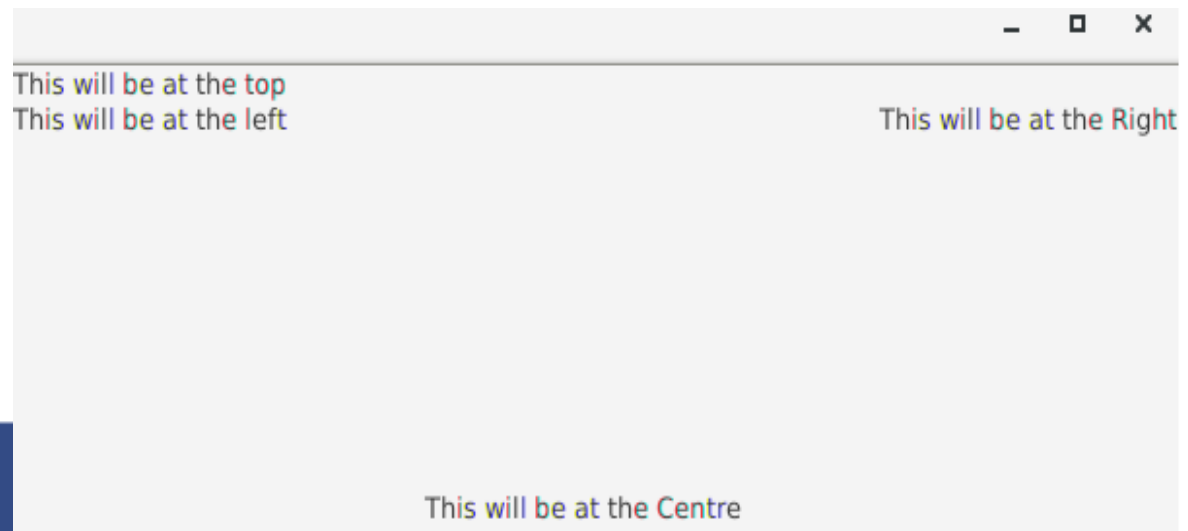 This will be at the top
This will be at the left This will be at the Right
This will be at the Centre